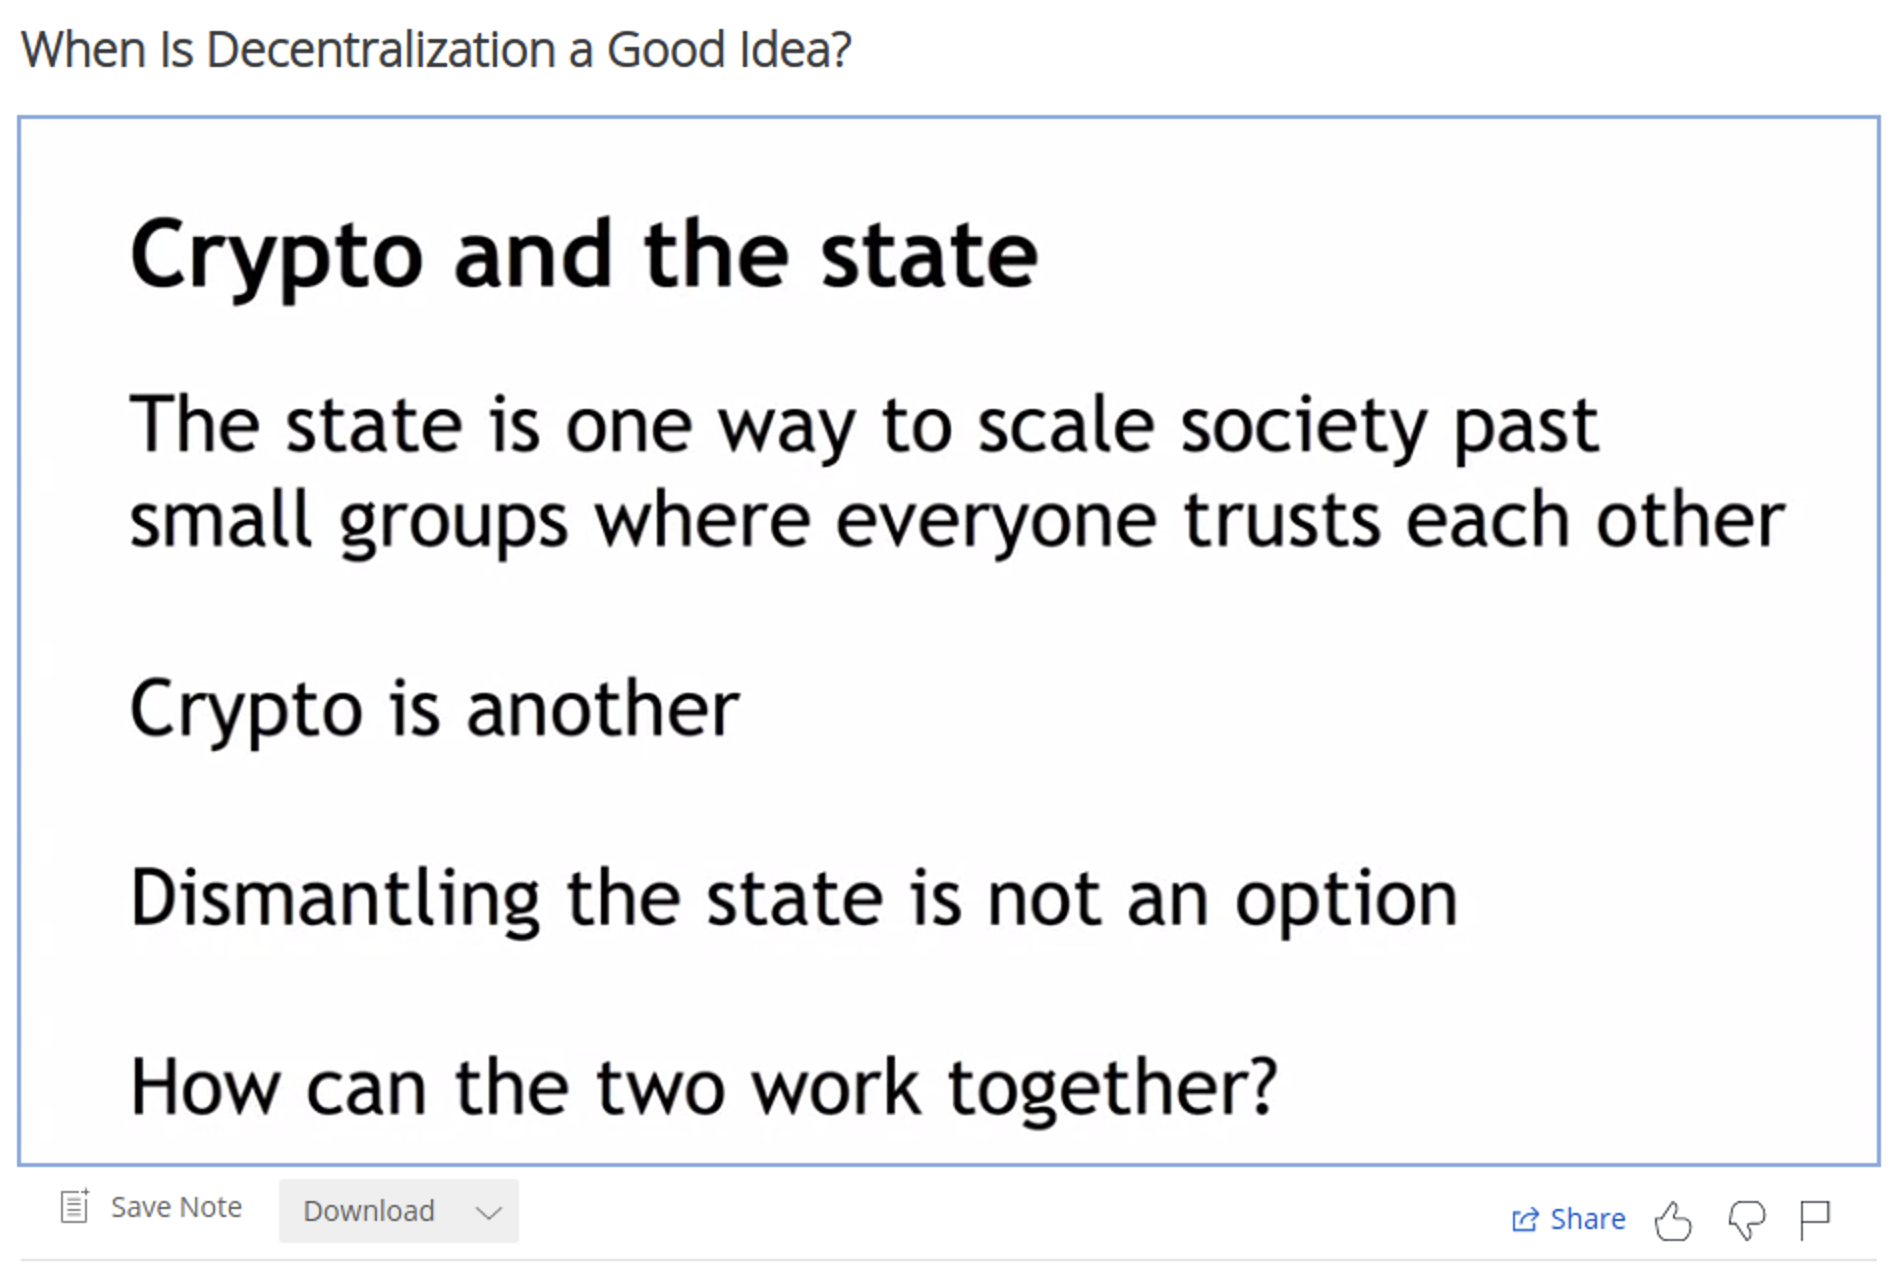 When Is Decentralization a Good Idea?
Crypto and the state
The state is one way to scale society past
small groups where everyone trusts each other
Crypto is another
Dismantling the state is not an option
How can the two work together?
Save Note
Download
Share